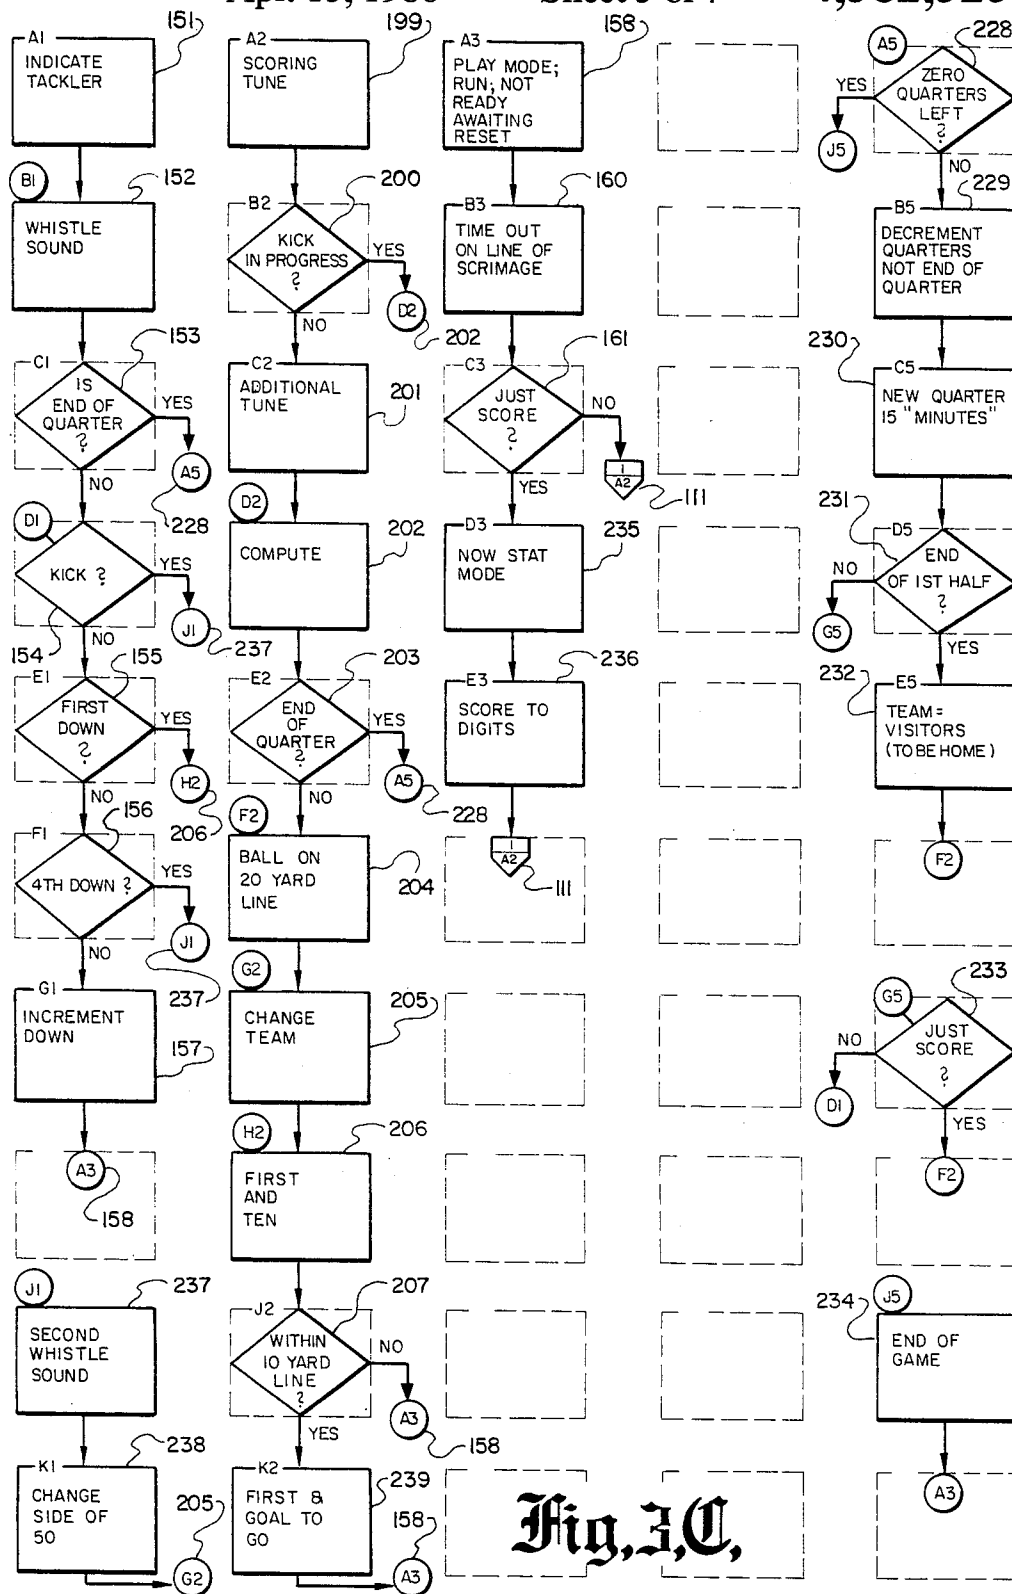 Sheet 5 of 7
A1
151
INDICATE
TACKLER
B1
152
WHISTLE
SOUND
153
C1
IS
END OF
QUARTER
?
YES
A5
228
NO
D1
KICK ?
YES
J1
237
154
NO
155
E1
FIRST
DOWN
?
YES
H2
206
NO
156
F1
4TH DOWN ?
YES
J1
237
NO
G1
INCREMENT
DOWN
157
A3
158
J1
237
SECOND
WHISTLE
SOUND
238
K1
CHANGE
SIDE OF
50
205
G2
A2
199
SCORING
TUNE
200
B2
KICK
IN PROGRESS
?
YES
D2
202
NO
C2
ADDITIONAL
TUNE
201
D2
COMPUTE
202
203
E2
END
OF
QUARTER
?
YES
A5
228
NO
F2
BALL ON
20 YARD
LINE
204
G2
CHANGE
TEAM
205
H2
206
FIRST
AND
TEN
207
J2
WITHIN
10 YARD
LINE
?
NO
A3
158
YES
K2
239
FIRST &
GOAL TO
GO
158
A3
A3
158
PLAY MODE;
RUN; NOT
READY
AWAITING
RESET
160
B3
TIME OUT
ON LINE OF
SCRIMAGE
161
C3
JUST
SCORE
?
NO
1
A2
111
YES
D3
235
NOW STAT
MODE
236
E3
SCORE TO
DIGITS
1
A2
111
A5
228
ZERO
QUARTERS
LEFT
?
YES
J5
NO
229
B5
DECREMENT
QUARTERS
NOT END OF
QUARTER
230
C5
NEW QUARTER
15 "MINUTES"
231
D5
END
OF 1ST HALF
?
NO
G5
YES
232
E5
TEAM=
VISITORS
(TO BE HOME)
F2
233
G5
JUST
SCORE
?
NO
D1
YES
F2
J5
234
END OF
GAME
A3
Fig,3,C,